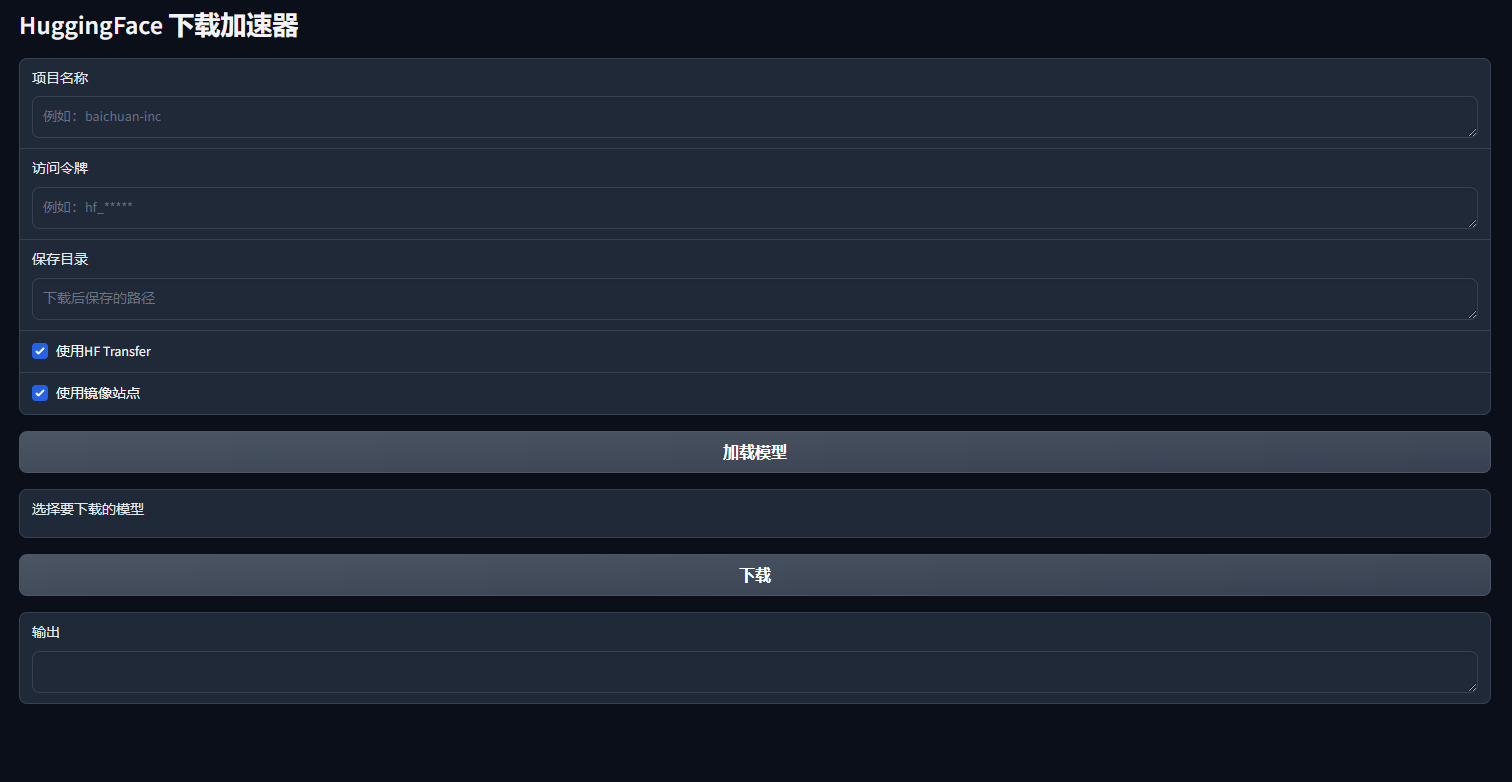 HuggingFace 下载加速器
项目名称
例如：baichuan-inc
访问令牌
例如：hf_*****
保存目录
下载后保存的路径
使用HF Transfer
使用镜像站点
加载模型
选择要下载的模型
下载
输出